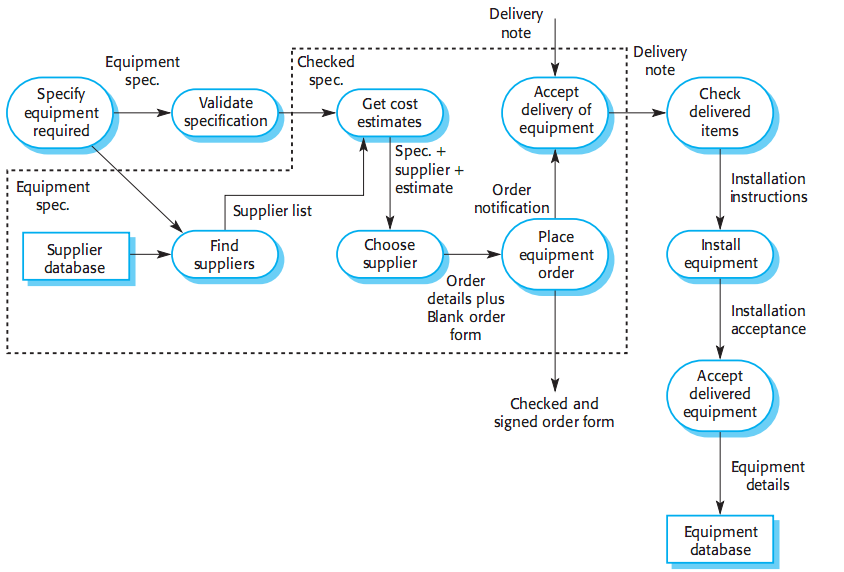 Delivery
note
Equipment
spec.
Checked
spec.
Delivery
note
Specify
equipment
required
Validate
specification
Get cost
estimates
Accept
delivery of
equipment
Check
delivered
items
Spec. +
supplier +
estimate
Equipment
spec.
Supplier list
Order
notification
Installation
instructions
Supplier
database
Find
suppliers
Choose
supplier
Place
equipment
order
Install
equipment
Order
details plus
Blank order
form
Installation
acceptance
Accept
delivered
equipment
Checked and
signed order form
Equipment
details
Equipment
database